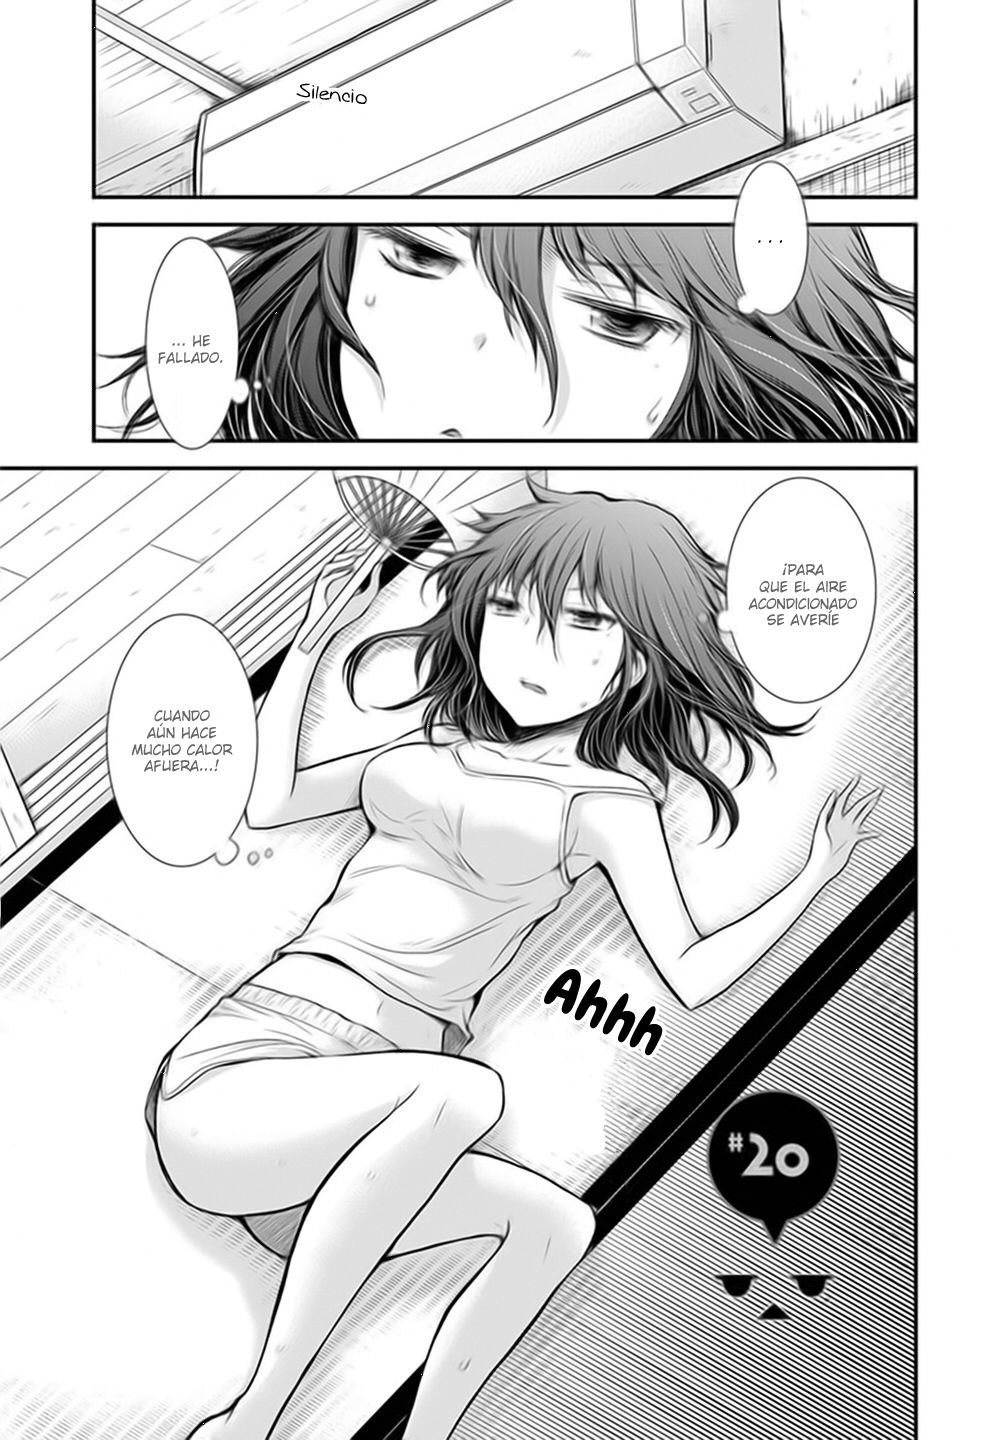 Silencio
...
... HE
FALLADO.
¡PARA
QUE EL AIRE
ACONDICIONADO
SE AVERÍE
CUANDO
AÚN HACE
MUCHO CALOR
AFUERA...!
Ahhh
#20